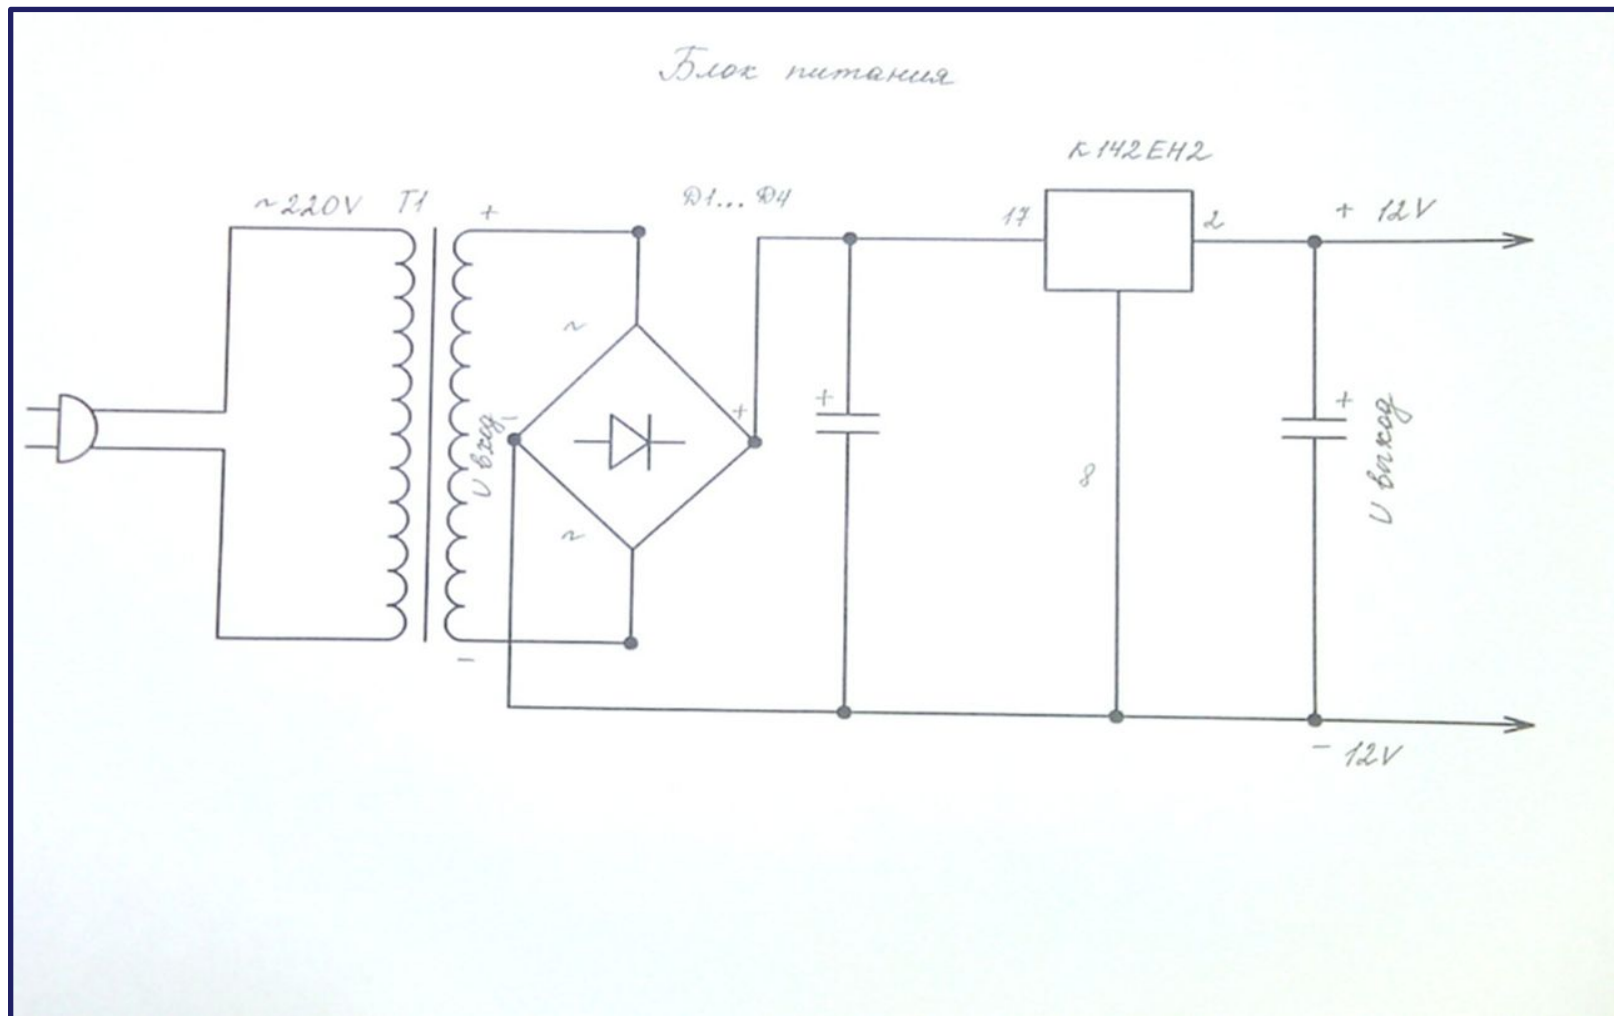 Блок питания
К142ЕН2
~220V T1
+
Д1... Д4
17
2
+ 12V
~
-
+
U вход
+
+
U выход
8
~
-
- 12V